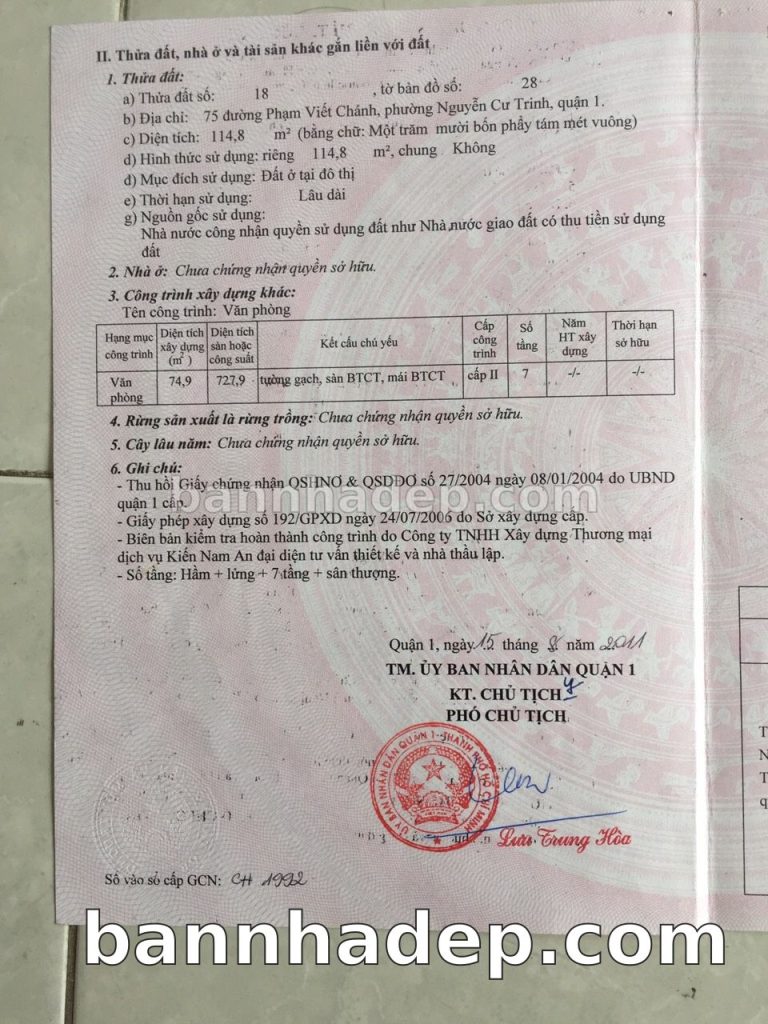 II. Thửa đất, nhà ở và tài sản khác gắn liền với đất
1. Thửa đất:
a) Thửa đất số: 18 , tờ bản đồ số: 28
b) Địa chỉ: 75 đường Phạm Viết Chánh, phường Nguyễn Cư Trinh, quận 1.
c) Diện tích: 114,8 m² (bằng chữ: Một trăm mười bốn phẩy tám mét vuông)
d) Hình thức sử dụng: riêng 114,8 m², chung Không
đ) Mục đích sử dụng: Đất ở tại đô thị
e) Thời hạn sử dụng: Lâu dài
g) Nguồn gốc sử dụng:
Nhà nước công nhận quyền sử dụng đất như Nhà nước giao đất có thu tiền sử dụng
đất
2. Nhà ở: Chưa chứng nhận quyền sở hữu.
3. Công trình xây dựng khác:
Tên công trình: Văn phòng
Hạng mục công trình | Diện tích xây dựng (m²) | Diện tích sàn hoặc công suất | Kết cấu chủ yếu | Cấp công trình | Số tầng | Năm HT xây dựng | Thời hạn sở hữu
Văn phòng | 74,9 | 727,9 | tường gạch, sàn BTCT, mái BTCT | cấp II | 7 | -/- | -/-
4. Rừng sản xuất là rừng trồng: Chưa chứng nhận quyền sở hữu.
5. Cây lâu năm: Chưa chứng nhận quyền sở hữu.
6. Ghi chú:
- Thu hồi Giấy chứng nhận QSHNƠ & QSDĐƠ số 27/2004 ngày 08/01/2004 do UBND
quận 1 cấp.
bannhadep.com
- Giấy phép xây dựng số 192/GPXD ngày 24/07/2006 do Sở xây dựng cấp.
- Biên bản kiểm tra hoàn thành công trình do Công ty TNHH Xây dựng Thương mại
dịch vụ Kiến Nam An đại diện tư vấn thiết kế và nhà thầu lập.
- Số tầng: Hầm + lửng + 7 tầng + sân thượng.
Quận 1, ngày 15 tháng 8 năm 2011
TM. ỦY BAN NHÂN DÂN QUẬN 1
KT. CHỦ TỊCH
PHÓ CHỦ TỊCH
ỦY BAN NHÂN DÂN QUẬN 1 - THÀNH PHỐ HỒ CHÍ MINH
Lưu Trung Hòa
Số vào sổ cấp GCN: CH 1992
bannhadep.com